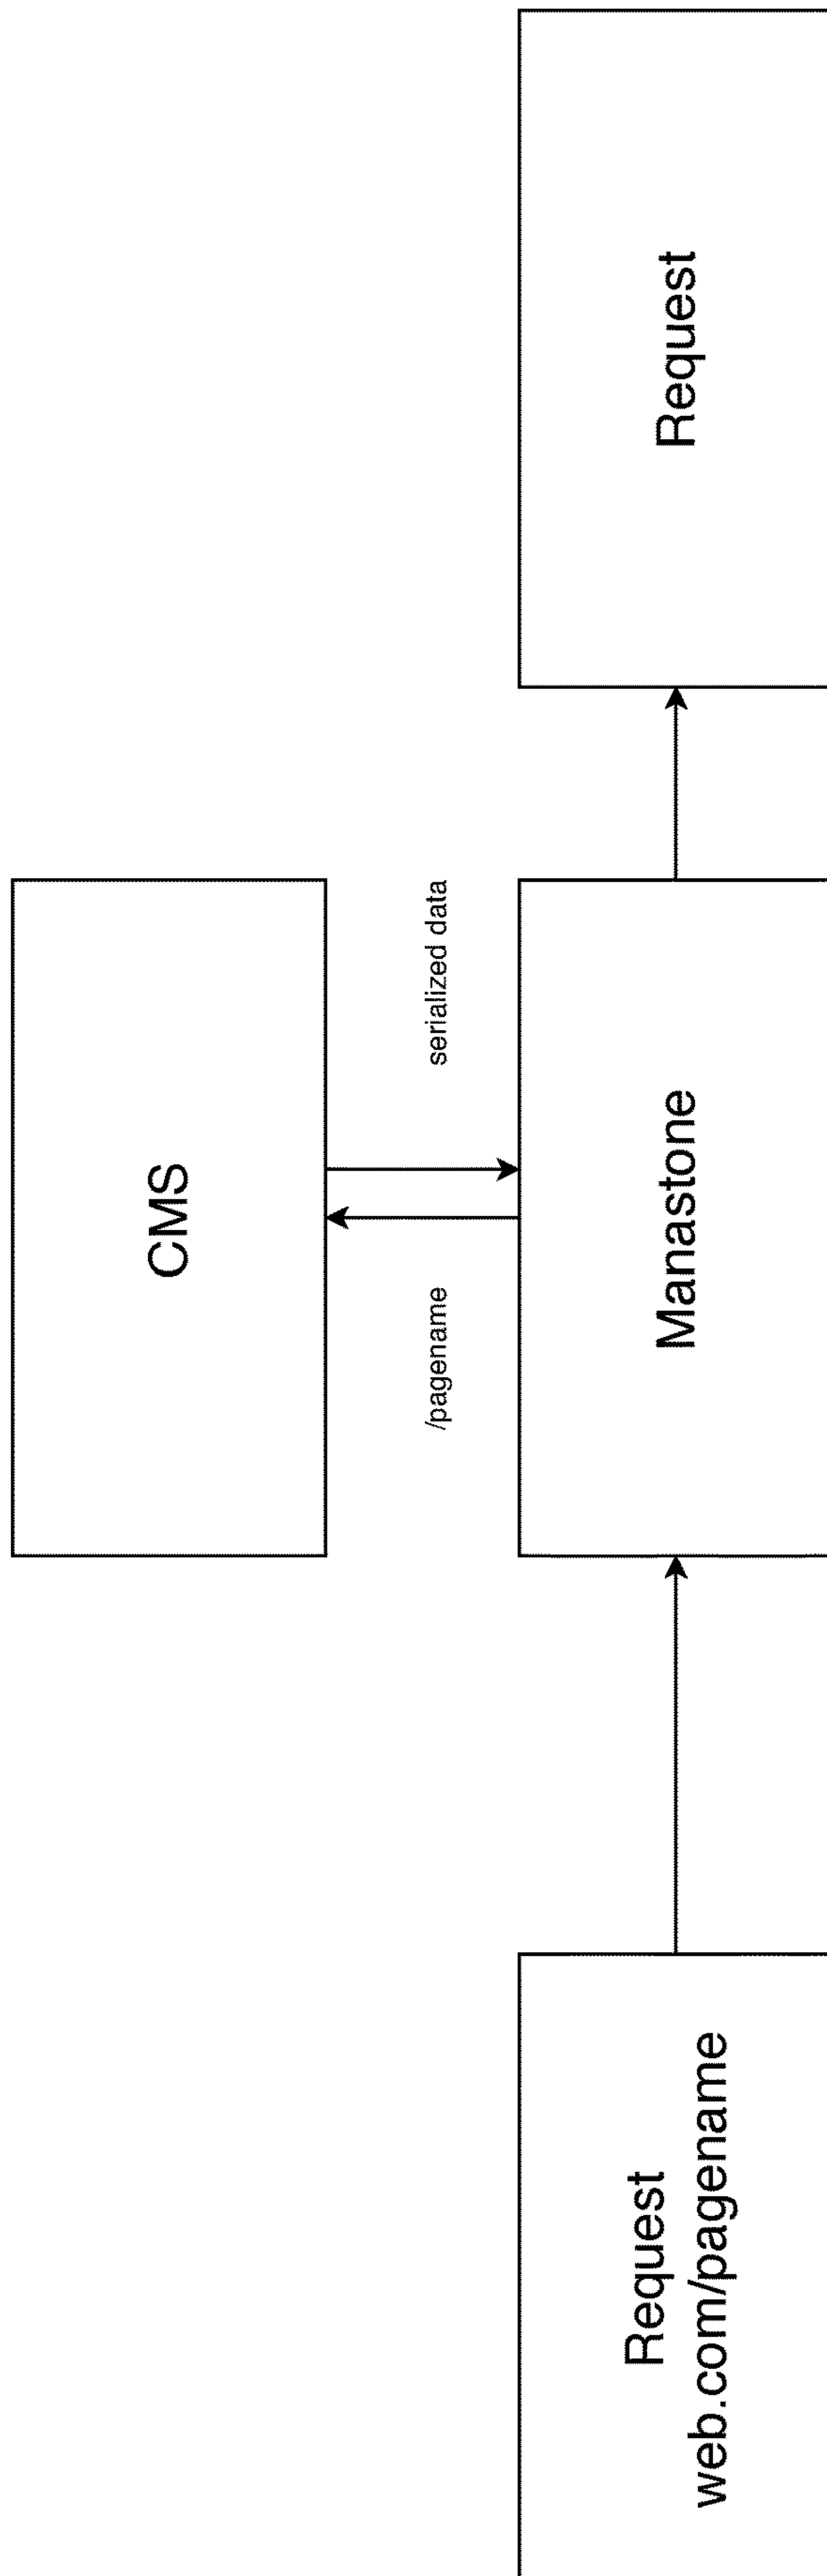 CMS
/pagename
serialized data
Request
web.com/pagename
Manastone
Request